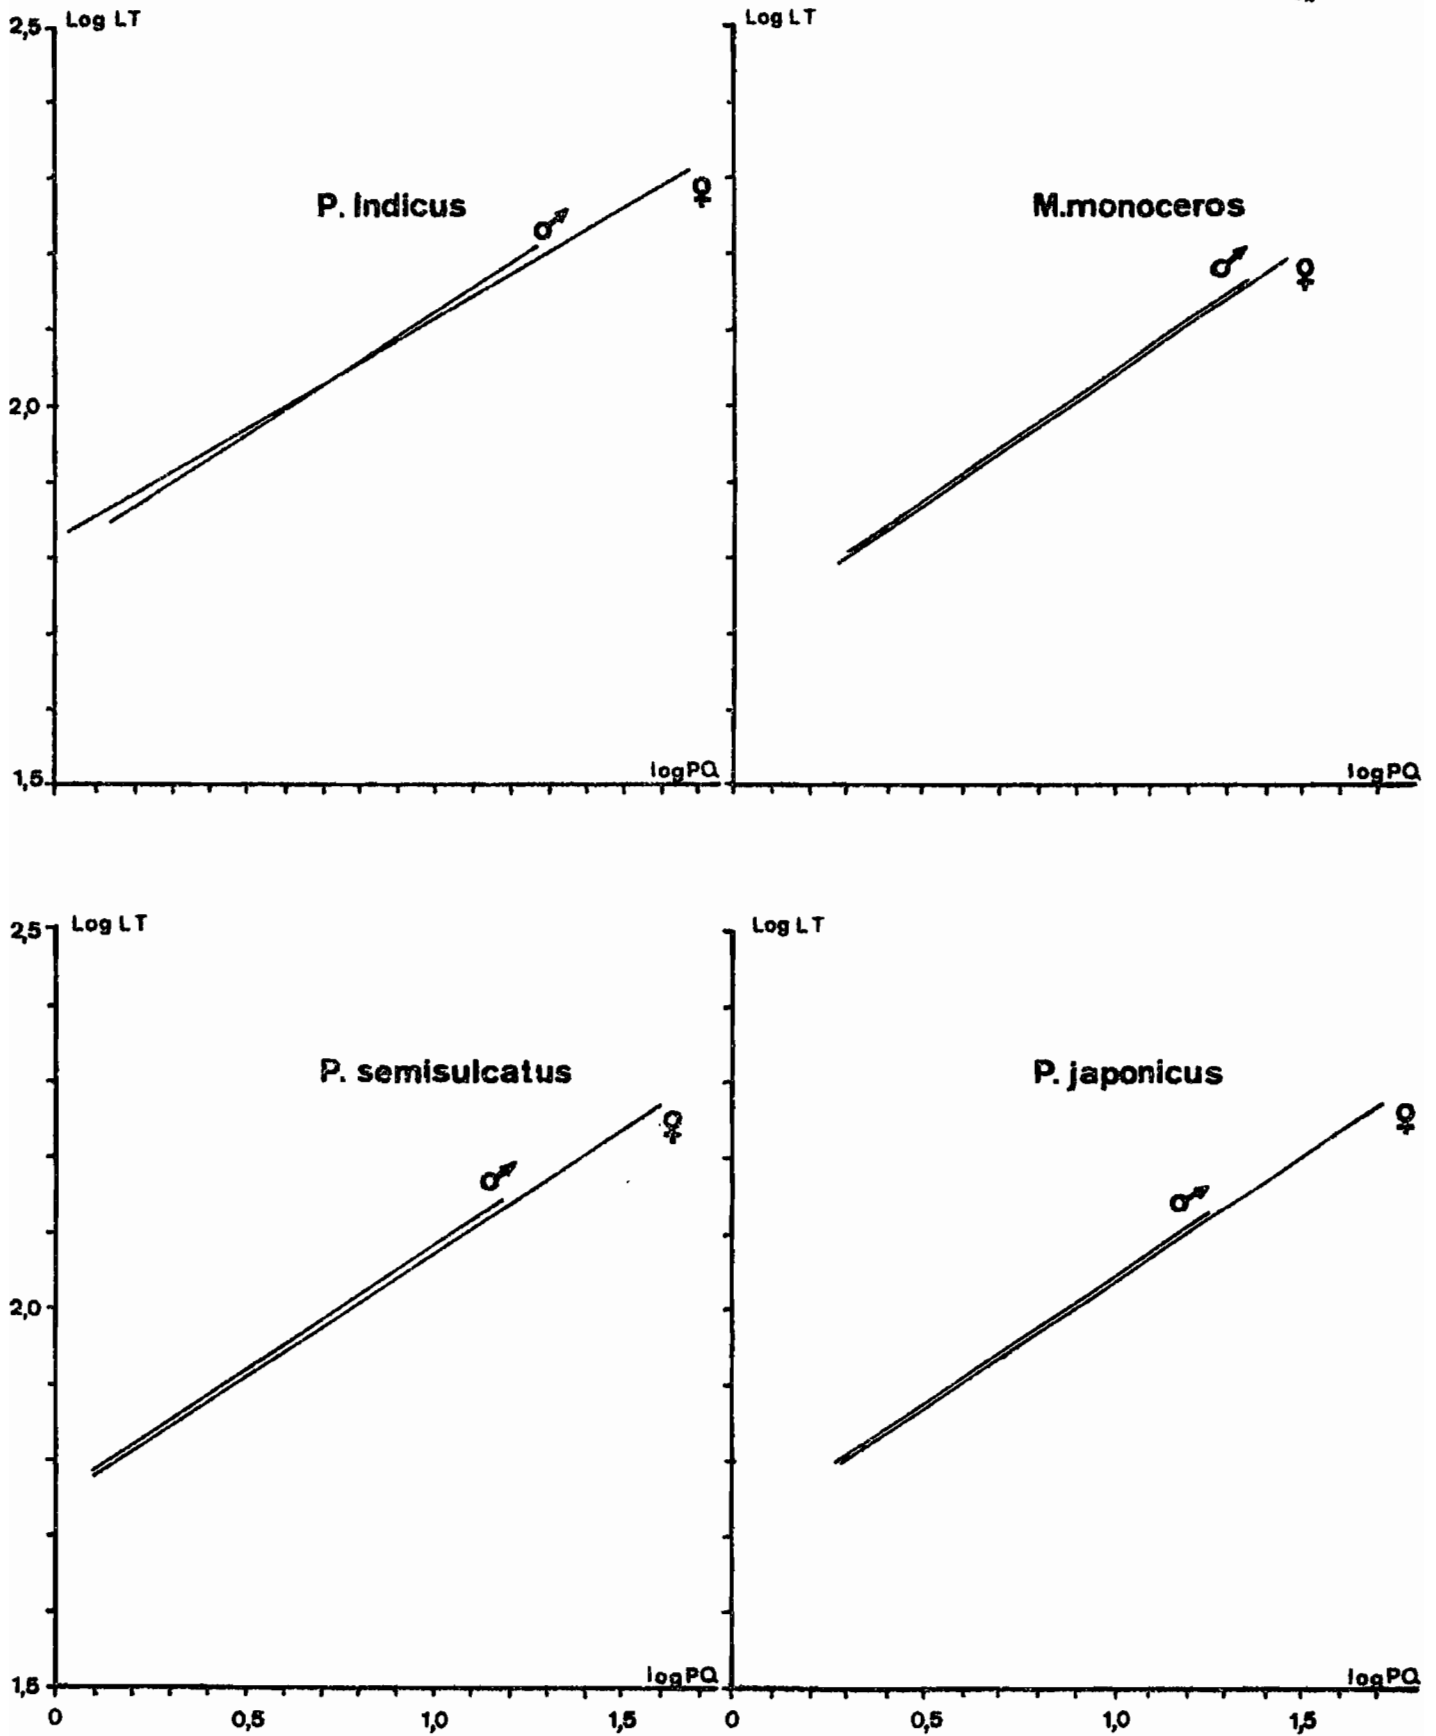 2,5 Log LT
Log LT
P. Indicus ♂ ♀
M.monoceros ♂ ♀
2,0
1,5
logPQ
logPQ
2,5 Log LT
Log LT
P. semisulcatus ♂ ♀
P. japonicus ♂ ♀
2,0
1,5
logPQ
logPQ
0 0,5 1,0 1,5
0 0,5 1,0 1,5